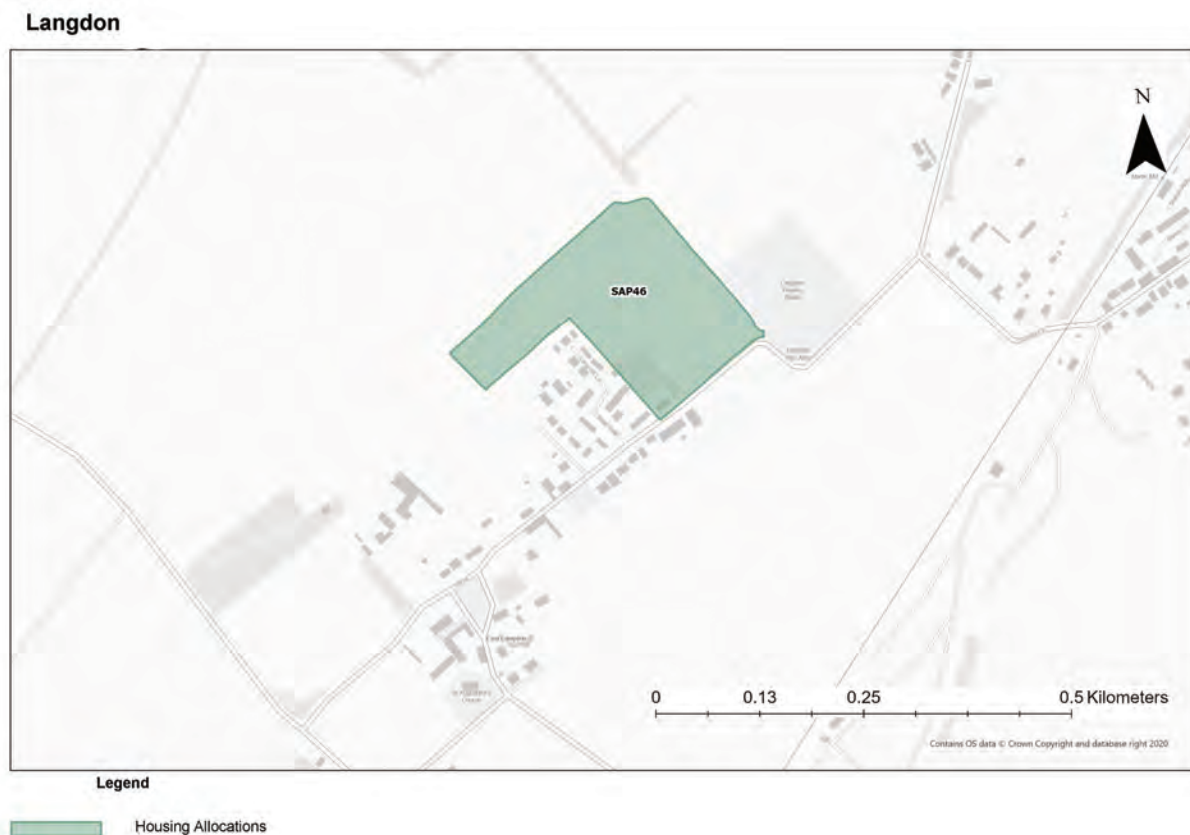 Langdon
N
SAP46
0 0.13 0.25 0.5 Kilometers
Contains OS data © Crown Copyright and database right 2020
Legend
Housing Allocations